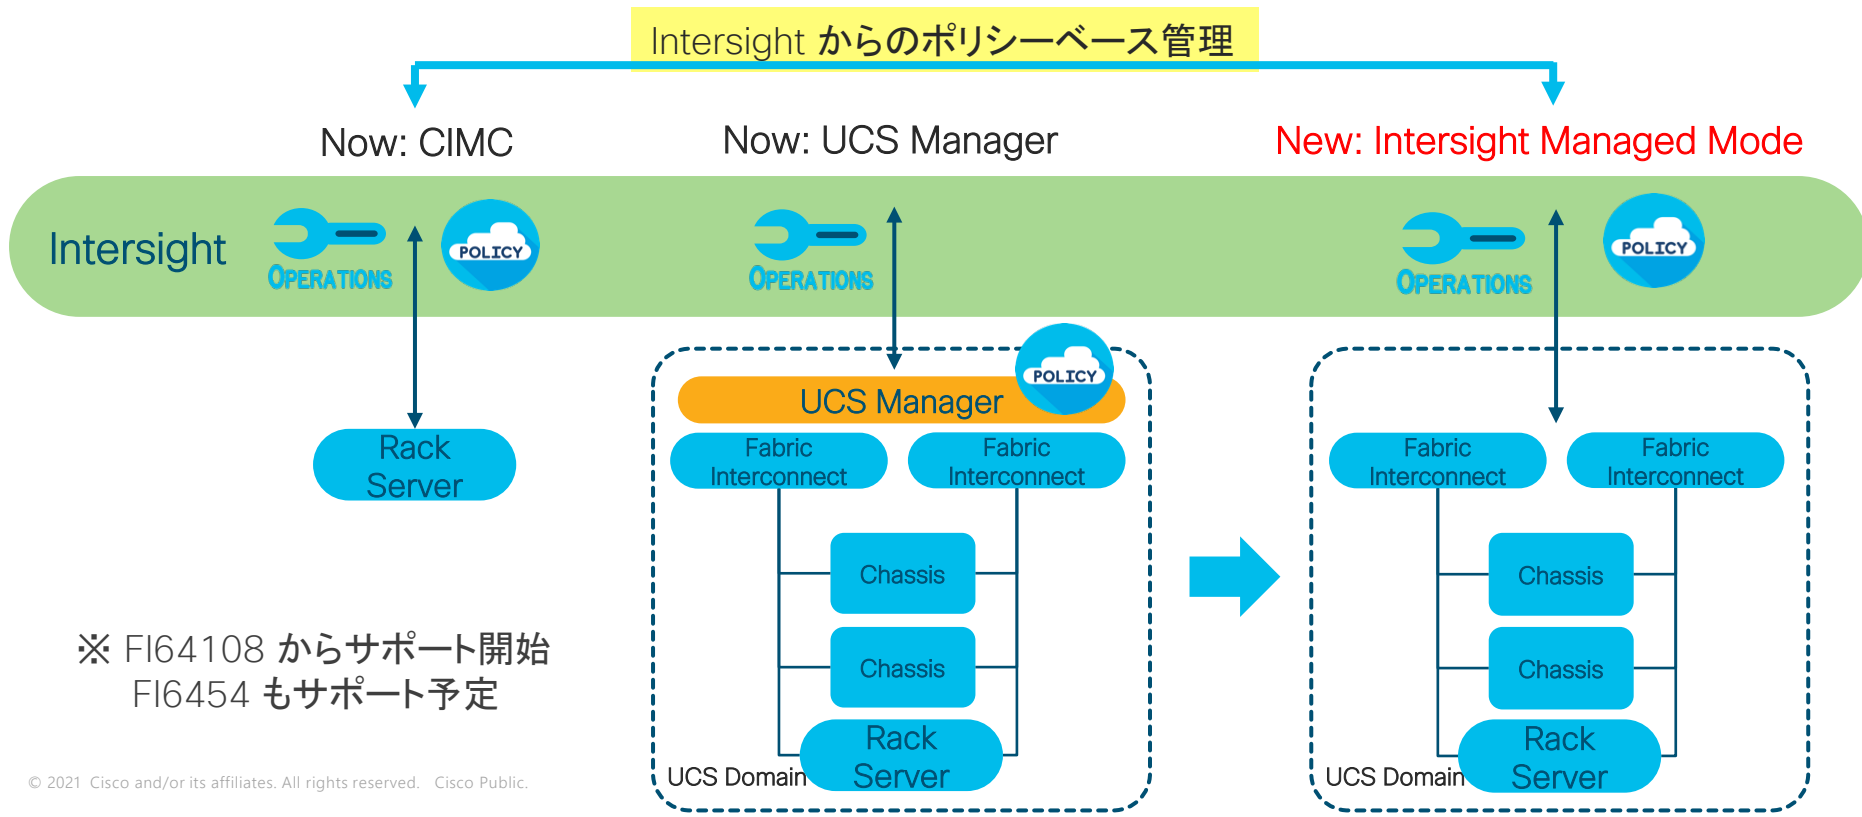 Intersight からのポリシーベース管理
Now: CIMC
Now: UCS Manager
New: Intersight Managed Mode
Intersight
OPERATIONS
POLICY
OPERATIONS
OPERATIONS
POLICY
POLICY
UCS Manager
Rack
Server
Fabric
Interconnect
Fabric
Interconnect
Chassis
Chassis
Rack
Server
UCS Domain
Fabric
Interconnect
Fabric
Interconnect
Chassis
Chassis
Rack
Server
UCS Domain
※ FI64108 からサポート開始
FI6454 もサポート予定
© 2021 Cisco and/or its affiliates. All rights reserved. Cisco Public.